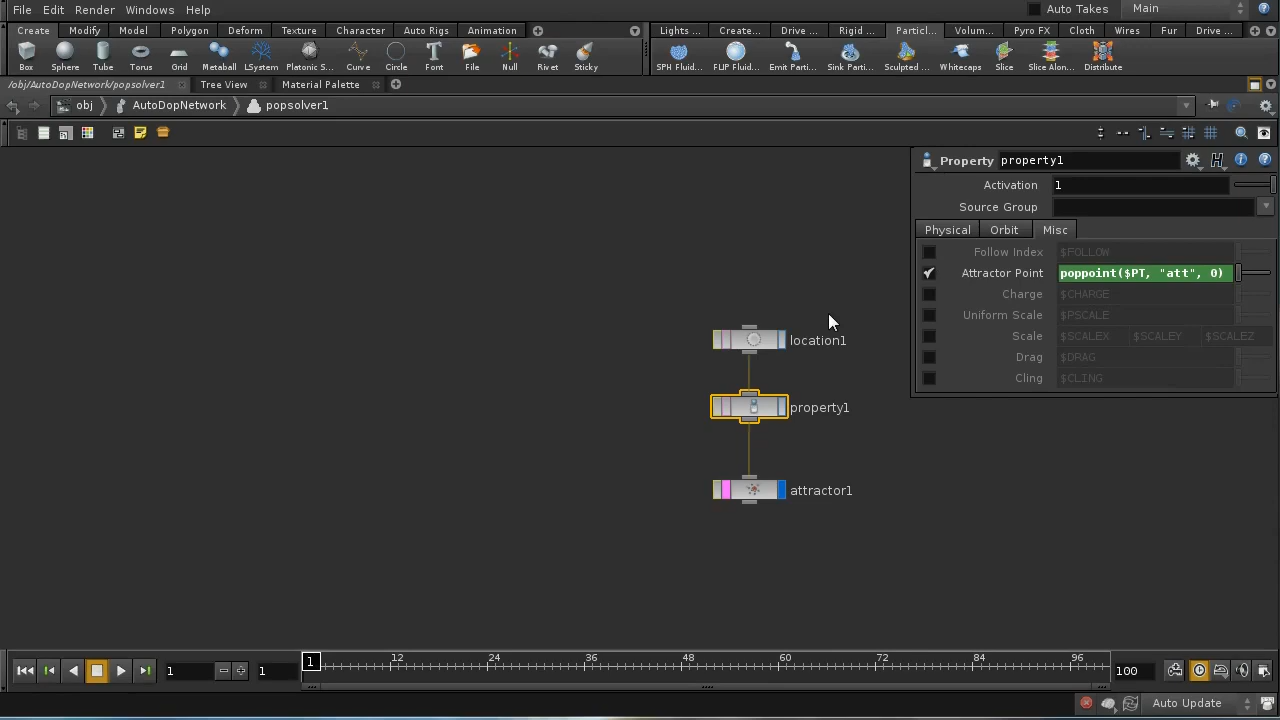 File Edit Render Windows Help Auto Takes Main
Create Modify Model Polygon Deform Texture Character Auto Rigs Animation Lights ... Create... Drive ... Rigid ... Particl... Volum... Pyro FX Cloth Wires Fur Drive ...
Box Sphere Tube Torus Grid Metaball LSystem Platonic S... Curve Circle Font File Null Rivet Sticky SPH Fluid... FLIP Fluid... Emit Parti... Sink Parti... Sculpted ... Whitecaps Slice Slice Alon... Distribute
/obj/AutoDopNetwork/popsolver1 Tree View Material Palette
obj AutoDopNetwork popsolver1
Property property1
Activation 1
Source Group
Physical Orbit Misc
Follow Index $FOLLOW
Attractor Point poppoint($PT, "att", 0)
Charge $CHARGE
Uniform Scale $PSCALE
Scale $SCALEX $SCALEY $SCALEZ
Drag $DRAG
Cling $CLING
location1
property1
attractor1
1 1 1 12 24 36 48 60 72 84 96 100
Auto Update